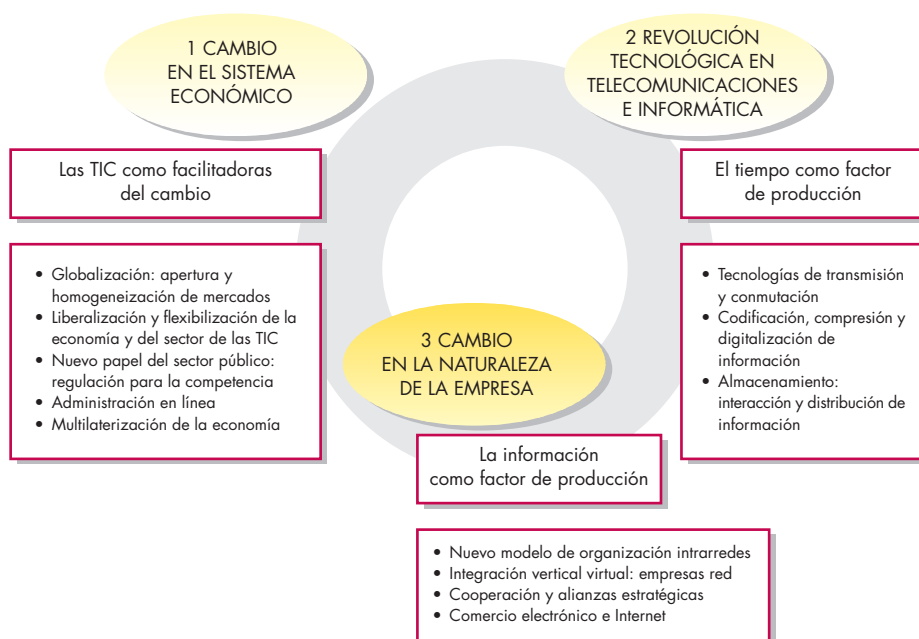 1 CAMBIO
EN EL SISTEMA
ECONÓMICO
Las TIC como facilitadoras
del cambio
• Globalización: apertura y
homogeneización de mercados
• Liberalización y flexibilización de la
economía y del sector de las TIC
• Nuevo papel del sector público:
regulación para la competencia
• Administración en línea
• Multilaterización de la economía
2 REVOLUCIÓN
TECNOLÓGICA EN
TELECOMUNICACIONES
E INFORMÁTICA
El tiempo como factor
de producción
• Tecnologías de transmisión
y conmutación
• Codificación, compresión y
digitalización de
información
• Almacenamiento:
interacción y distribución de
información
3 CAMBIO
EN LA NATURALEZA
DE LA EMPRESA
La información
como factor de producción
• Nuevo modelo de organización intrarredes
• Integración vertical virtual: empresas red
• Cooperación y alianzas estratégicas
• Comercio electrónico e Internet